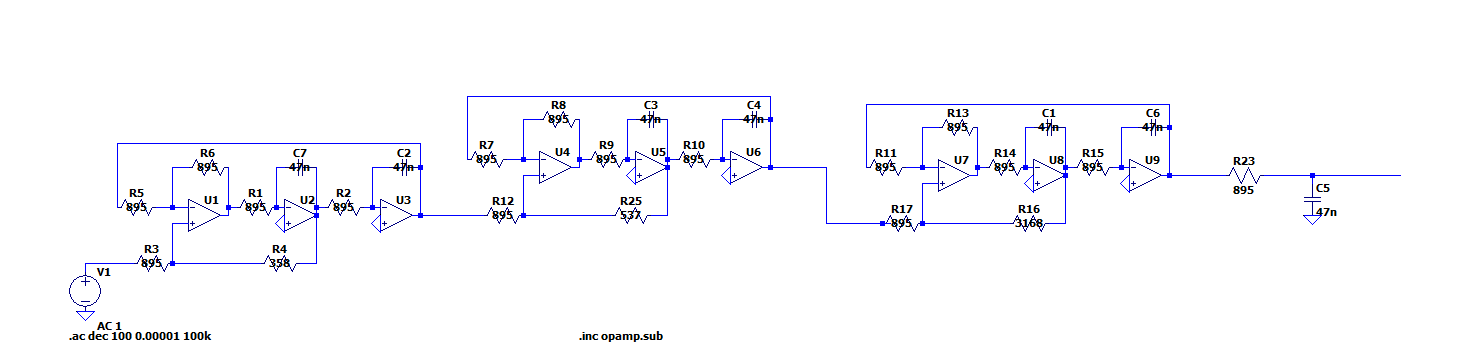 R8
895
C3
47n
C4
47n
R13
895
C1
47n
C6
47n
R7
895
U4
R9
895
U5
R10
895
U6
R11
895
U7
R14
895
U8
R15
895
U9
R6
895
C7
47n
C2
47n
R23
895
C5
47n
R5
895
U1
R1
895
U2
R2
895
U3
R12
895
R25
537
R17
895
R16
3168
R3
895
R4
358
V1
AC 1
.ac dec 100 0.00001 100k
.inc opamp.sub